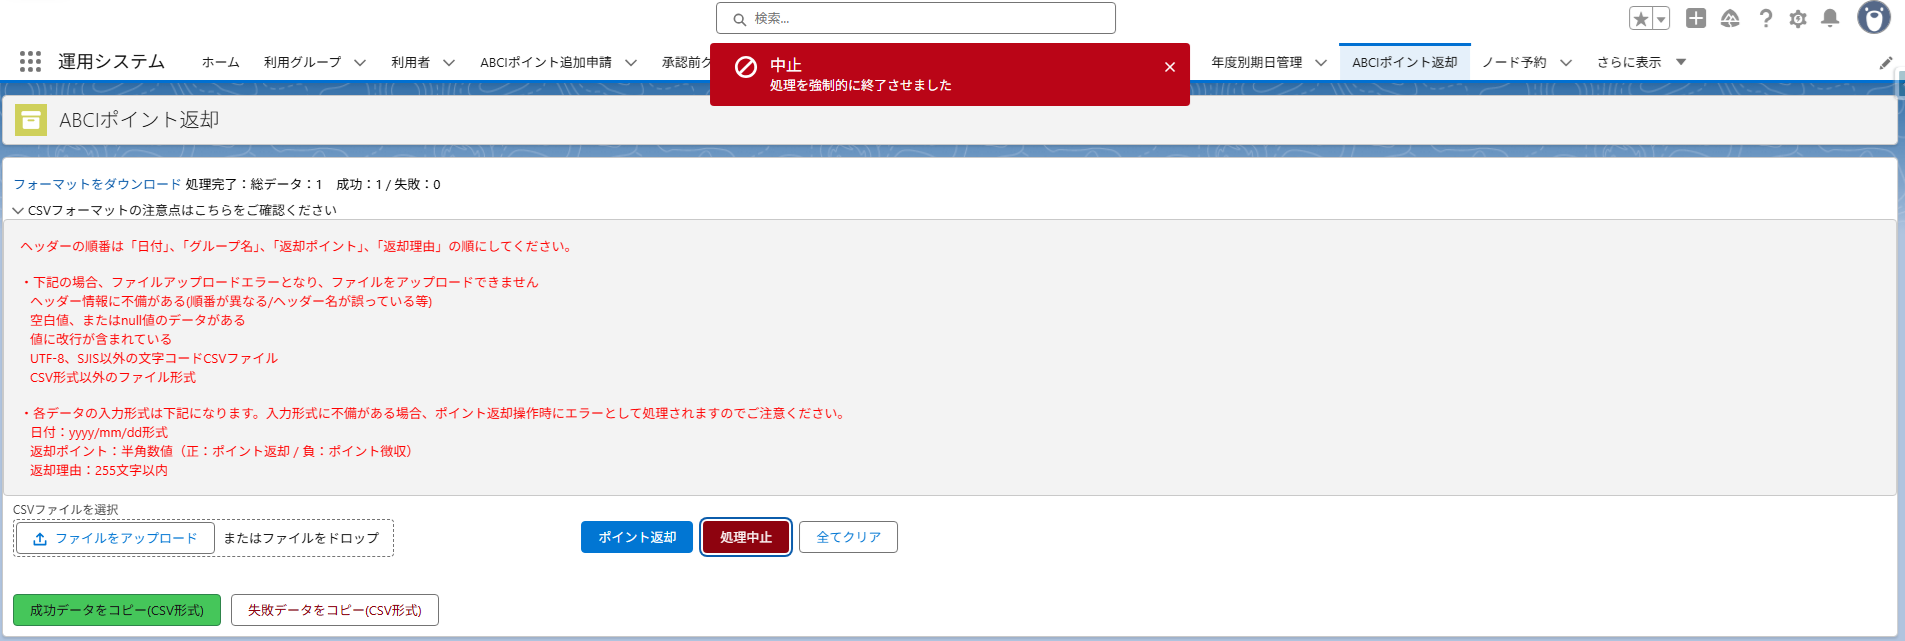 検索...
運用システム
ホーム
利用グループ
利用者
ABCIポイント追加申請
承認前グ
年度別期日管理
ABCIポイント返却
ノード予約
さらに表示
中止
処理を強制的に終了させました
ABCIポイント返却
フォーマットをダウンロード 処理完了：総データ：1　成功：1 / 失敗：0
CSVフォーマットの注意点はこちらをご確認ください
ヘッダーの順番は「日付」、「グループ名」、「返却ポイント」、「返却理由」の順にしてください。
・下記の場合、ファイルアップロードエラーとなり、ファイルをアップロードできません
ヘッダー情報に不備がある(順番が異なる/ヘッダー名が誤っている等)
空白値、またはnull値のデータがある
値に改行が含まれている
UTF-8、SJIS以外の文字コードCSVファイル
CSV形式以外のファイル形式
・各データの入力形式は下記になります。入力形式に不備がある場合、ポイント返却操作時にエラーとして処理されますのでご注意ください。
日付：yyyy/mm/dd形式
返却ポイント：半角数値（正：ポイント返却 / 負：ポイント徴収）
返却理由：255文字以内
CSVファイルを選択
ファイルをアップロード
またはファイルをドロップ
ポイント返却
処理中止
全てクリア
成功データをコピー(CSV形式)
失敗データをコピー(CSV形式)